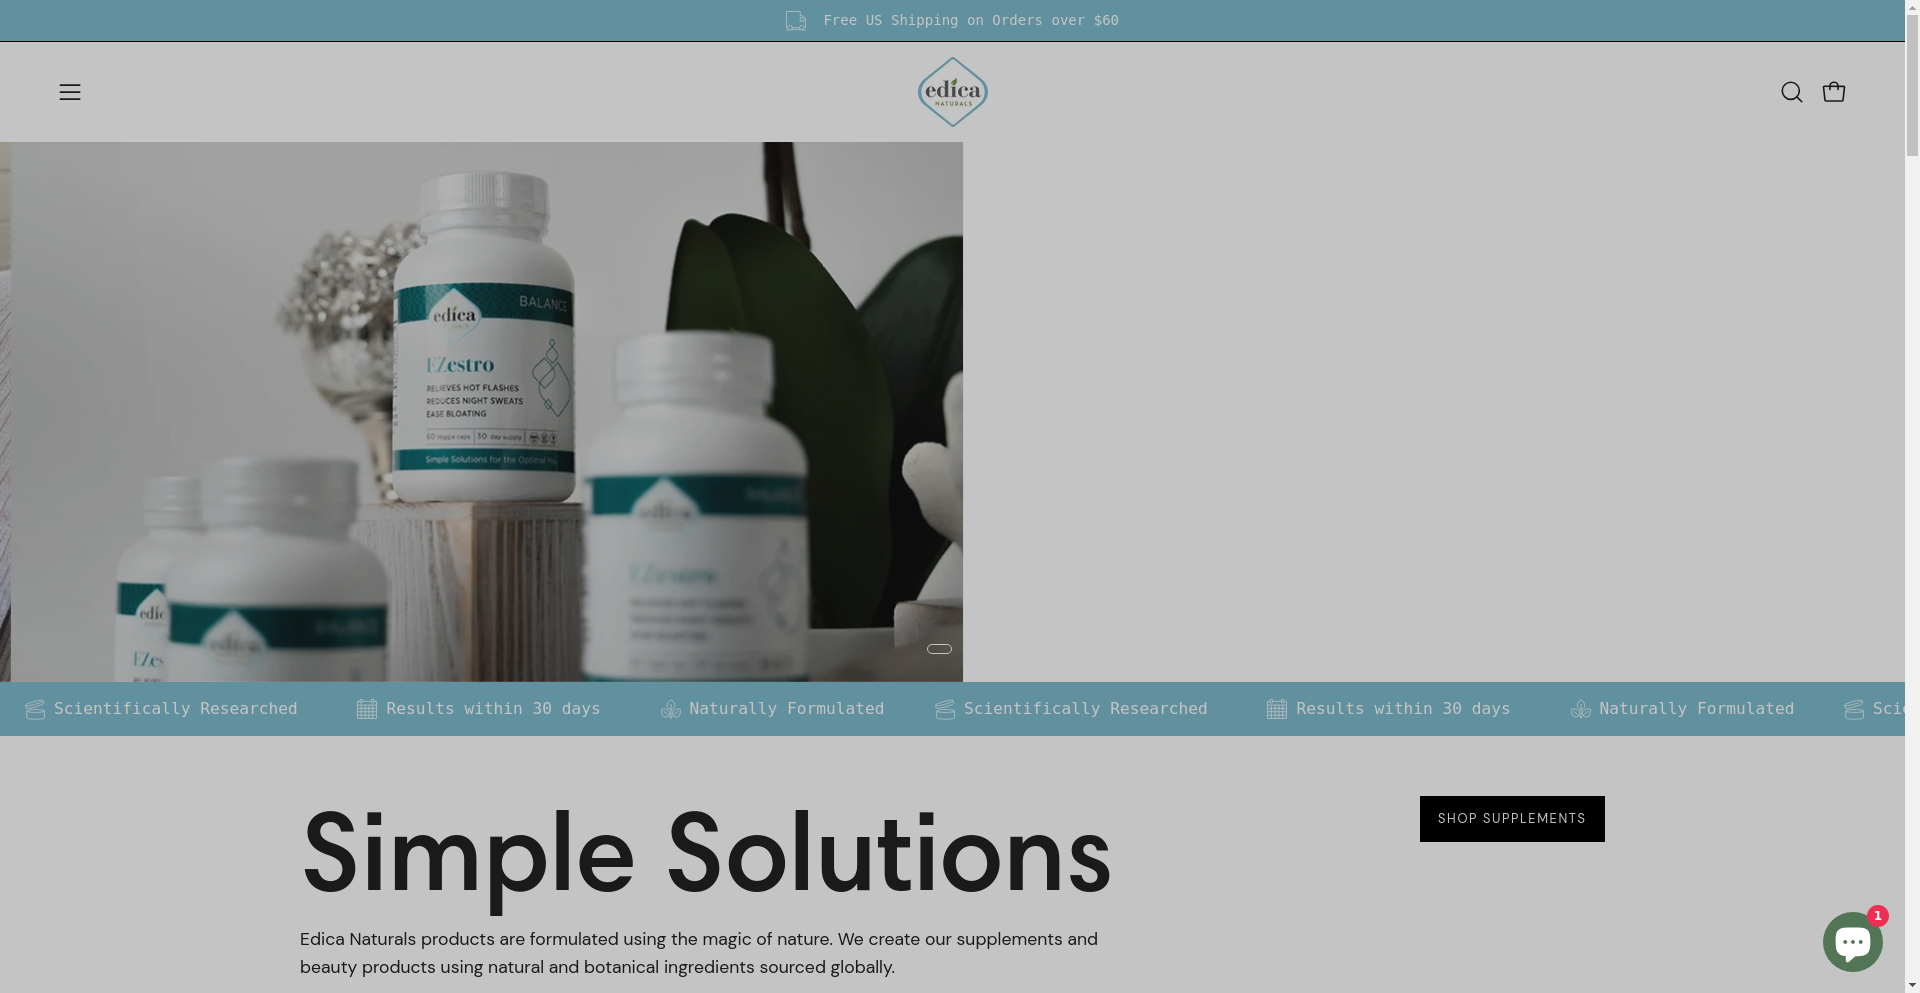 Free US Shipping on Orders over $60
edica
NATURALS
BALANCE
edica
EZestro
RELIEVES HOT FLASHES
REDUCES NIGHT SWEATS
EASE BLOATING
60 veggie caps
30 day supply
Simple Solutions for the Optimal You
edica
edic
EZes
Scientifically Researched
Results within 30 days
Naturally Formulated
Scientifically Researched
Results within 30 days
Naturally Formulated
Scie
Simple Solutions
SHOP SUPPLEMENTS
Edica Naturals products are formulated using the magic of nature. We create our supplements and
beauty products using natural and botanical ingredients sourced globally.
1